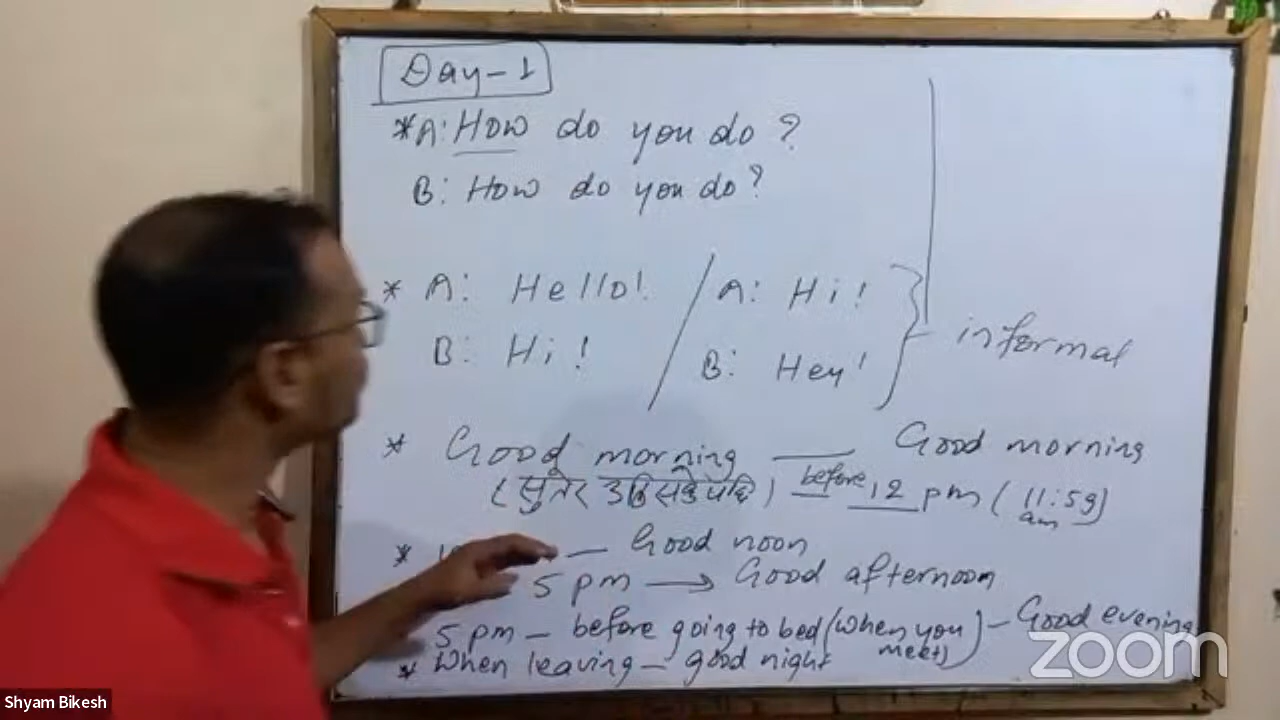 Day-1
*A: How do you do?
B: How do you do?
* A: Hello! / A: Hi!
B: Hi! B: Hey!
informal
* Good morning — Good morning
(सुतेर उठिसकेपछि) before 12 pm (11:59 am)
* — Good noon
5 pm → Good afternoon
5 pm – before going to bed (when you meet) – Good evening
* When leaving – good night
zoom
Shyam Bikesh